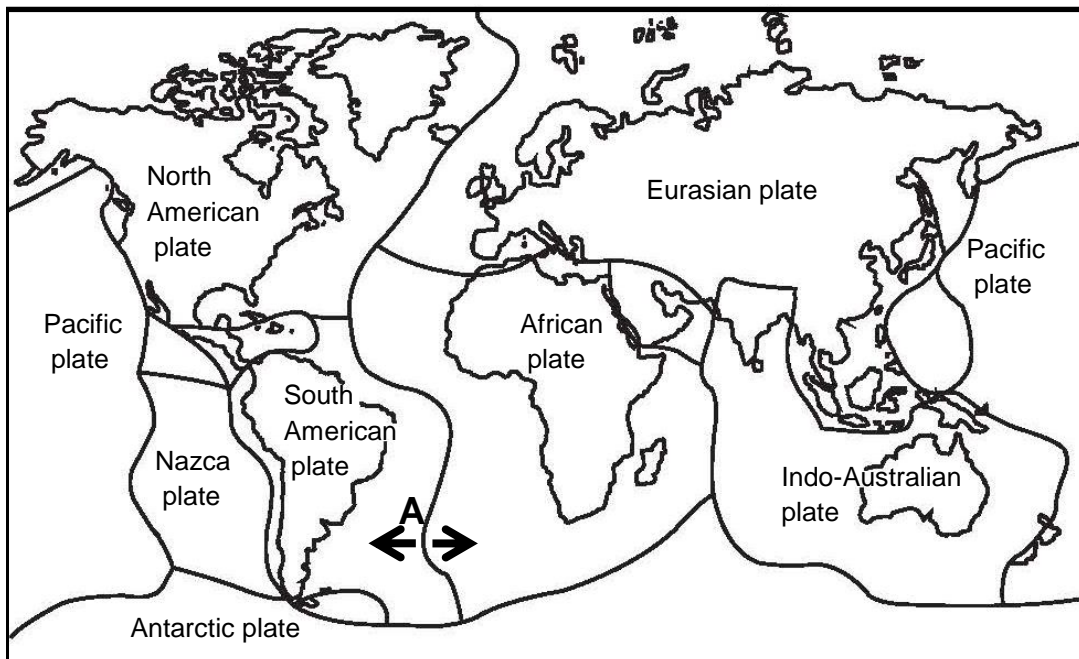 North
American
plate
Eurasian plate
Pacific
plate
Pacific
plate
African
plate
South
American
plate
Nazca
plate
Indo-Australian
plate
A
Antarctic plate